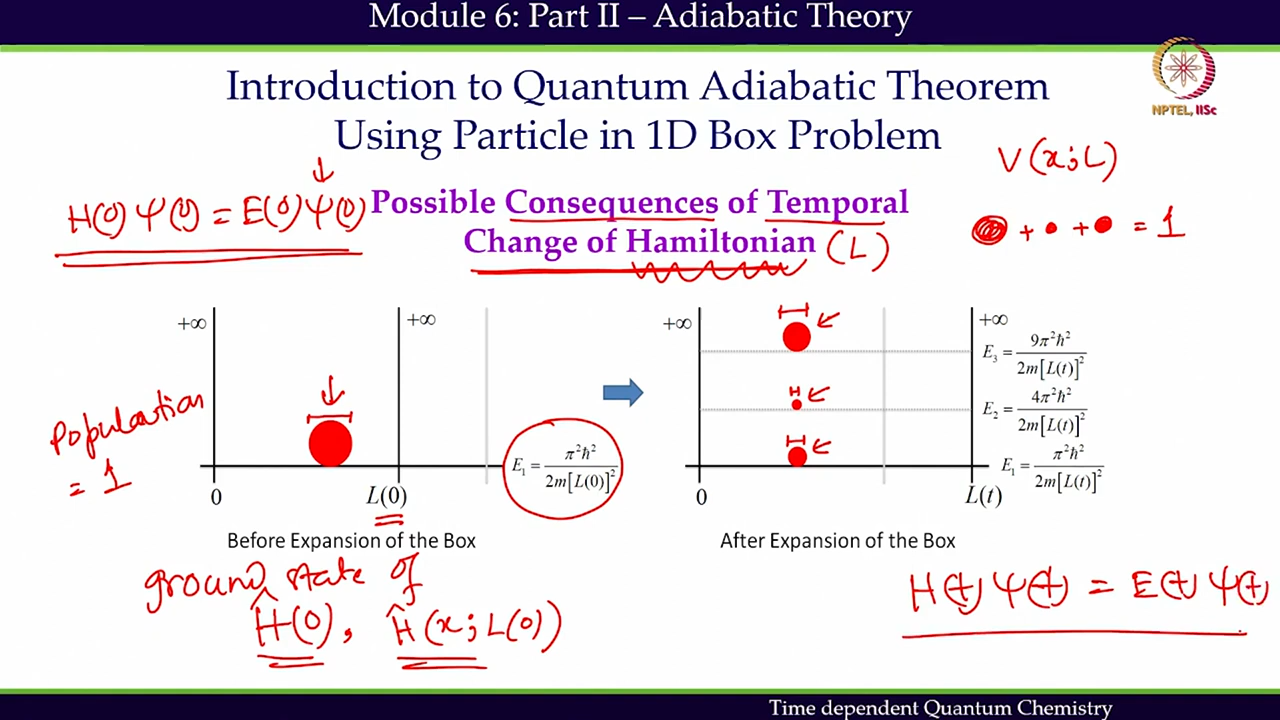 Module 6: Part II – Adiabatic Theory
Introduction to Quantum Adiabatic Theorem
Using Particle in 1D Box Problem
NPTEL, IISc
V(x;L)
H(0) Ψ(0) = E(0) Ψ(0)
Possible Consequences of Temporal
Change of Hamiltonian (L)
+ + = 1
+∞ +∞ +∞ +∞
E₃ = 9π²ħ² / 2m[L(t)]²
E₂ = 4π²ħ² / 2m[L(t)]²
E₁ = π²ħ² / 2m[L(t)]²
Population
= 1
E₁ = π²ħ² / 2m[L(0)]²
0 L(0) 0 L(t)
Before Expansion of the Box
After Expansion of the Box
ground state of
Ĥ(0), Ĥ(x;L(0))
H(t) Ψ(t) = E(t) Ψ(t)
Time dependent Quantum Chemistry